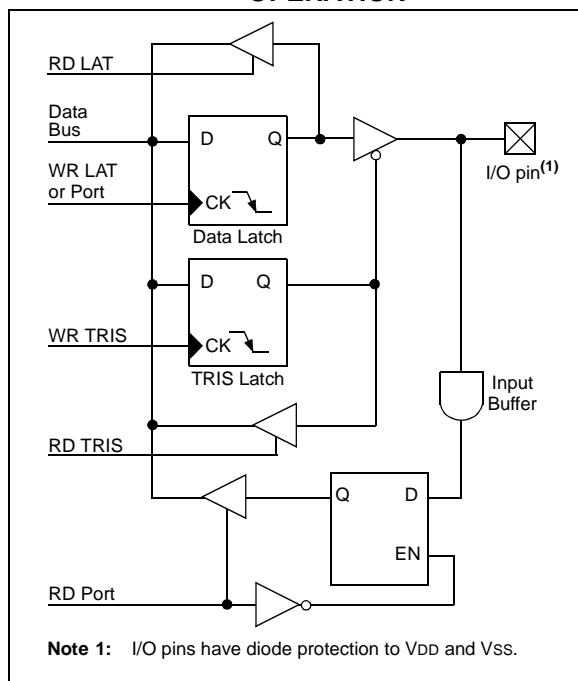 OPERATION
RD LAT
Data
Bus
WR LAT
or Port
D Q
CK
Data Latch
I/O pin(1)
D Q
WR TRIS
CK
TRIS Latch
Input
Buffer
RD TRIS
Q D
EN
RD Port
Note 1: I/O pins have diode protection to VDD and VSS.